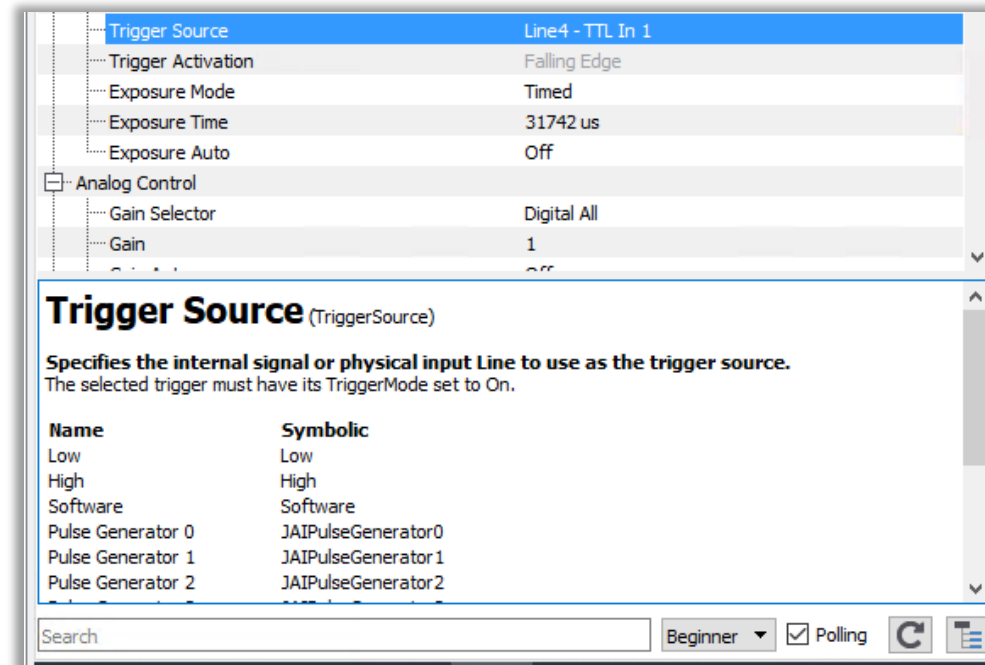 Trigger Source Line4 - TTL In 1
Trigger Activation Falling Edge
Exposure Mode Timed
Exposure Time 31742 us
Exposure Auto Off
Analog Control
Gain Selector Digital All
Gain 1
Trigger Source (TriggerSource)
Specifies the internal signal or physical input Line to use as the trigger source.
The selected trigger must have its TriggerMode set to On.
Name Symbolic
Low Low
High High
Software Software
Pulse Generator 0 JAIPulseGenerator0
Pulse Generator 1 JAIPulseGenerator1
Pulse Generator 2 JAIPulseGenerator2
Search Beginner Polling